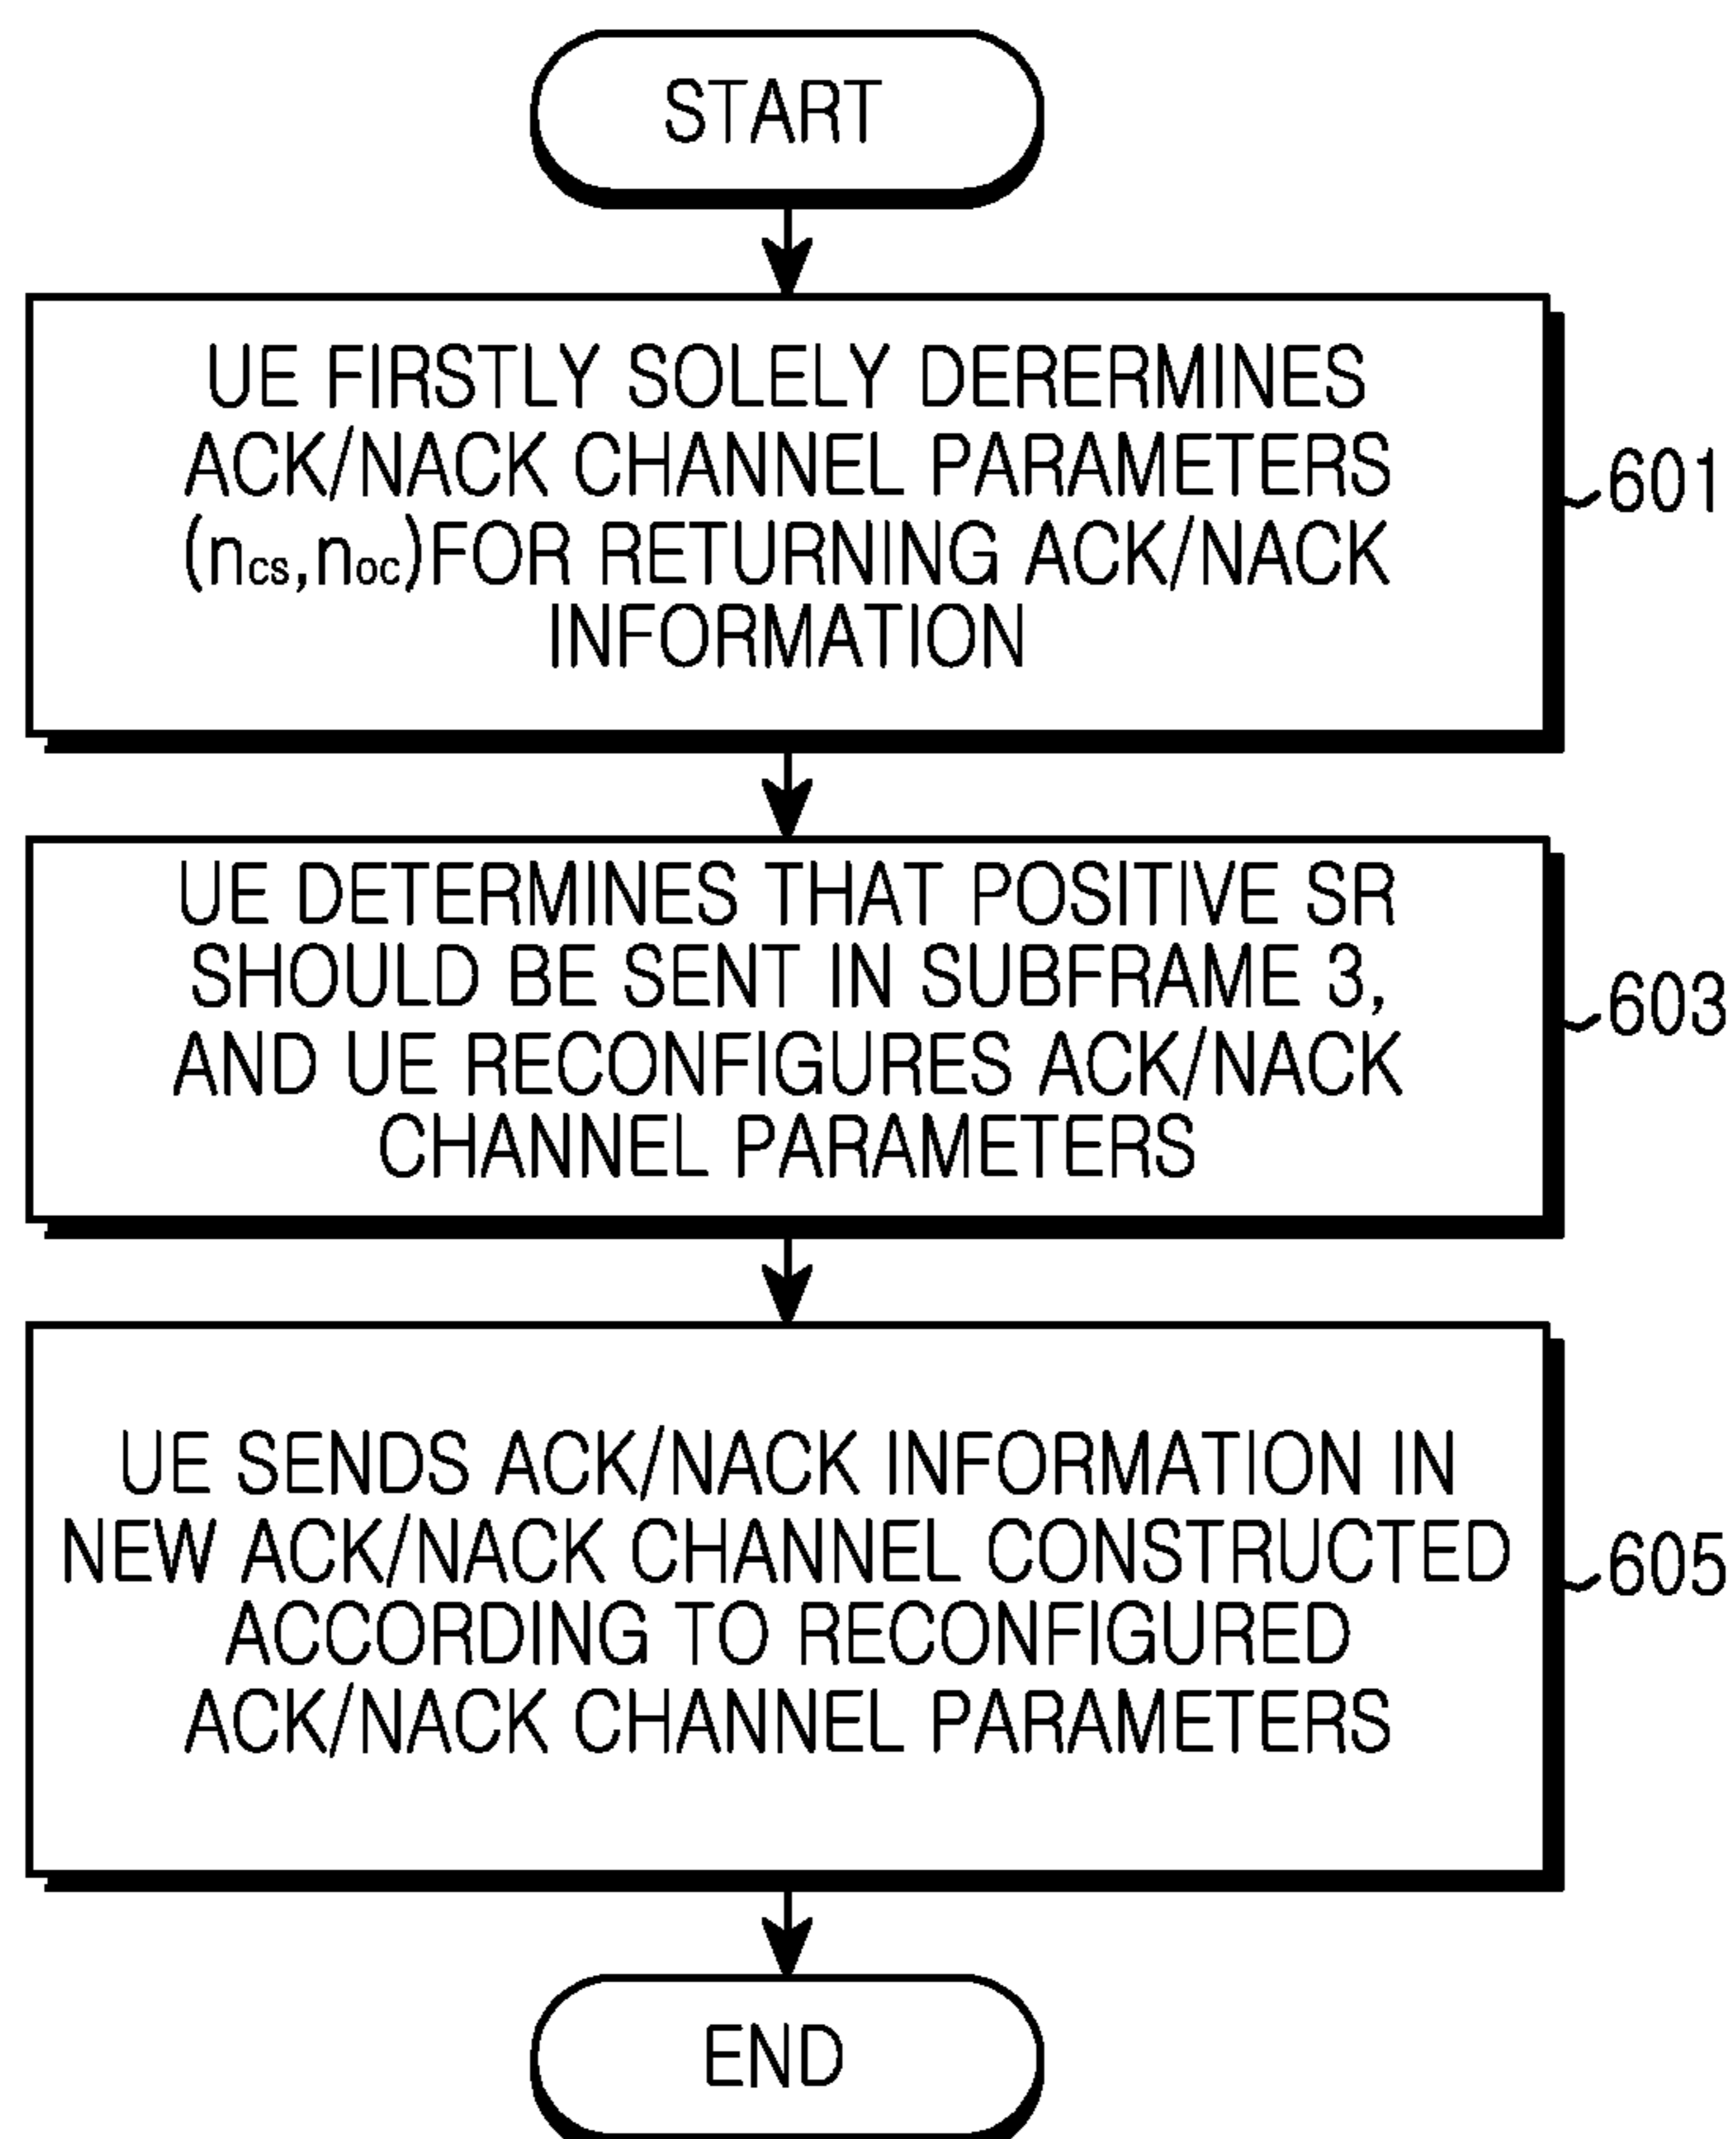 START
UE FIRSTLY SOLELY DERERMINES
ACK/NACK CHANNEL PARAMETERS
(ncs,noc)FOR RETURNING ACK/NACK
INFORMATION
601
UE DETERMINES THAT POSITIVE SR
SHOULD BE SENT IN SUBFRAME 3,
AND UE RECONFIGURES ACK/NACK
CHANNEL PARAMETERS
603
UE SENDS ACK/NACK INFORMATION IN
NEW ACK/NACK CHANNEL CONSTRUCTED
ACCORDING TO RECONFIGURED
ACK/NACK CHANNEL PARAMETERS
605
END